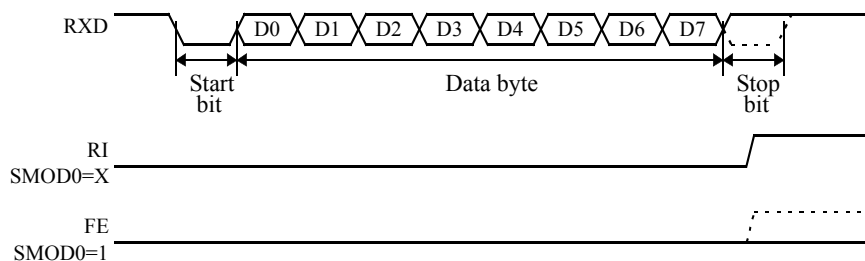 RXD D0 D1 D2 D3 D4 D5 D6 D7
Start bit
Data byte
Stop bit
RI
SMOD0=X
FE
SMOD0=1